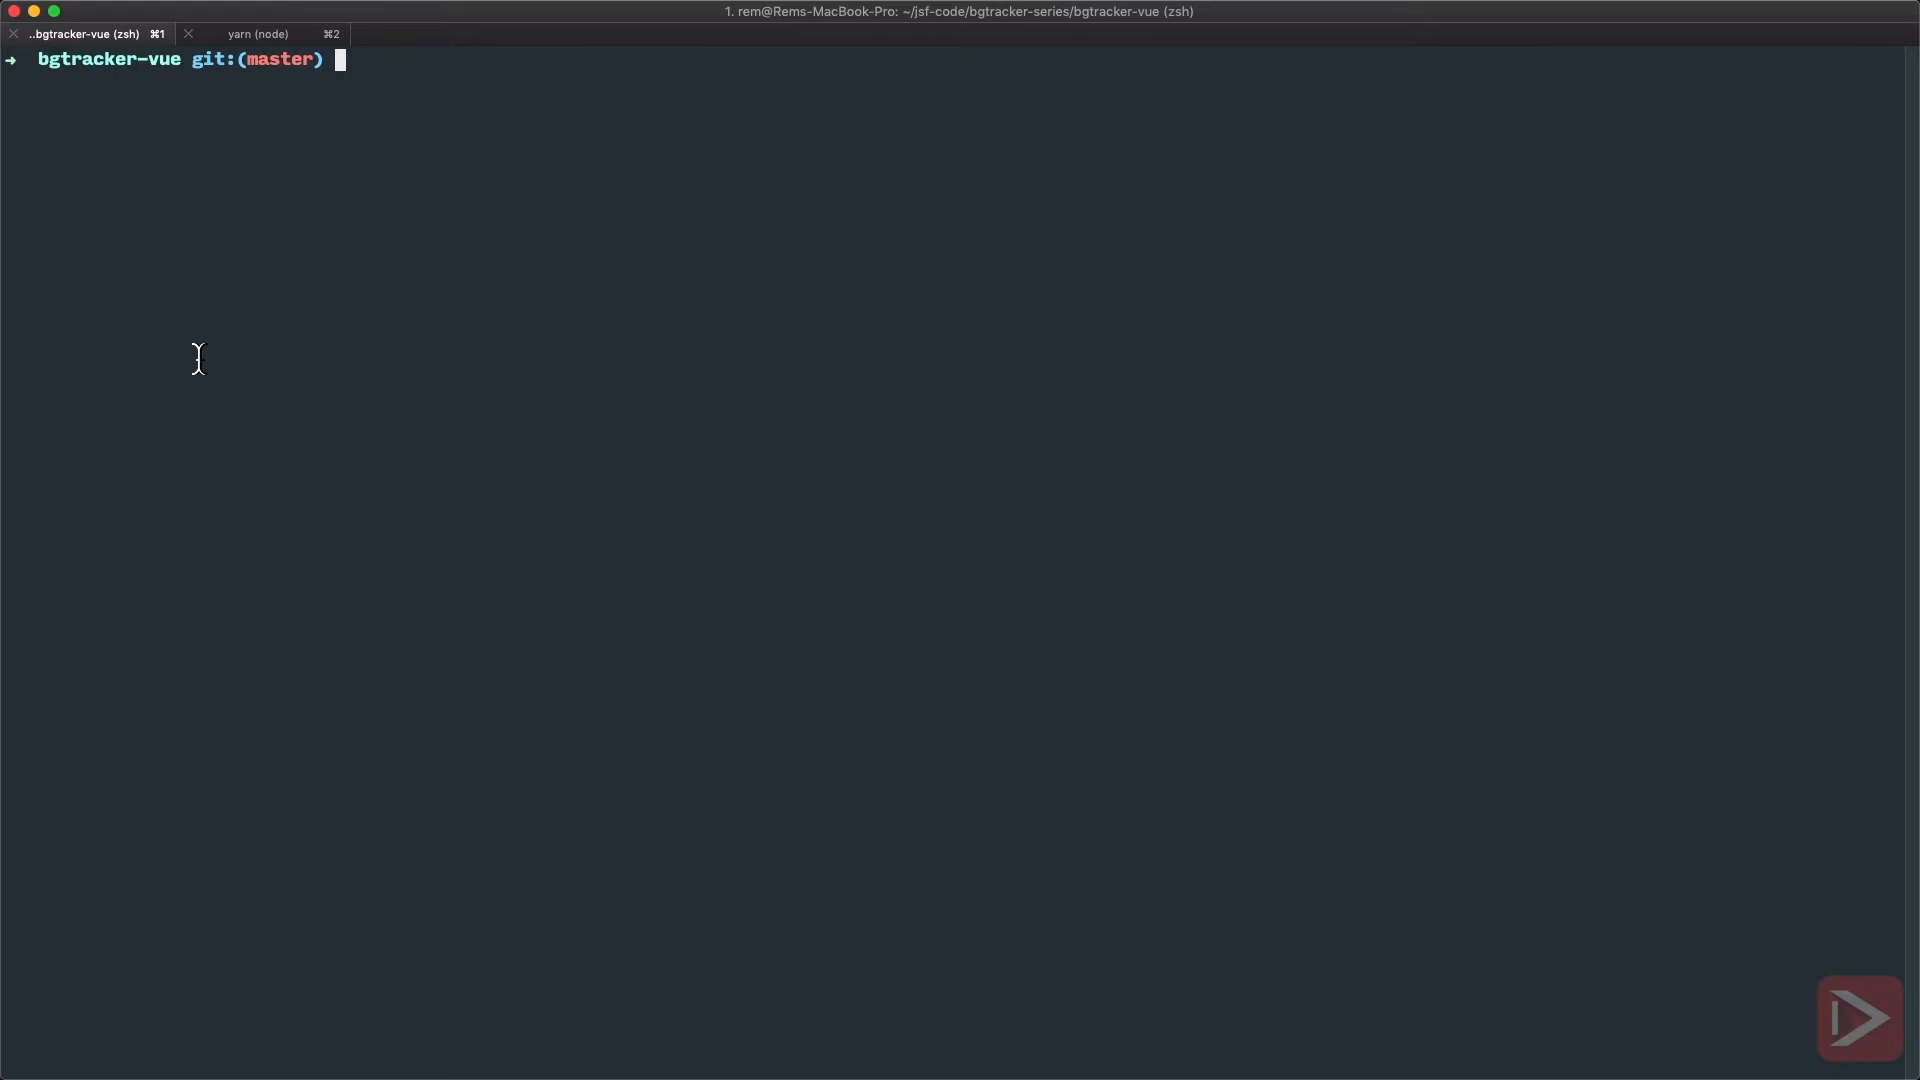 1. rem@Rems-MacBook-Pro: ~/jsf-code/bgtracker-series/bgtracker-vue (zsh)
..bgtracker-vue (zsh) ⌘1 yarn (node) ⌘2
➜ bgtracker-vue git:(master)